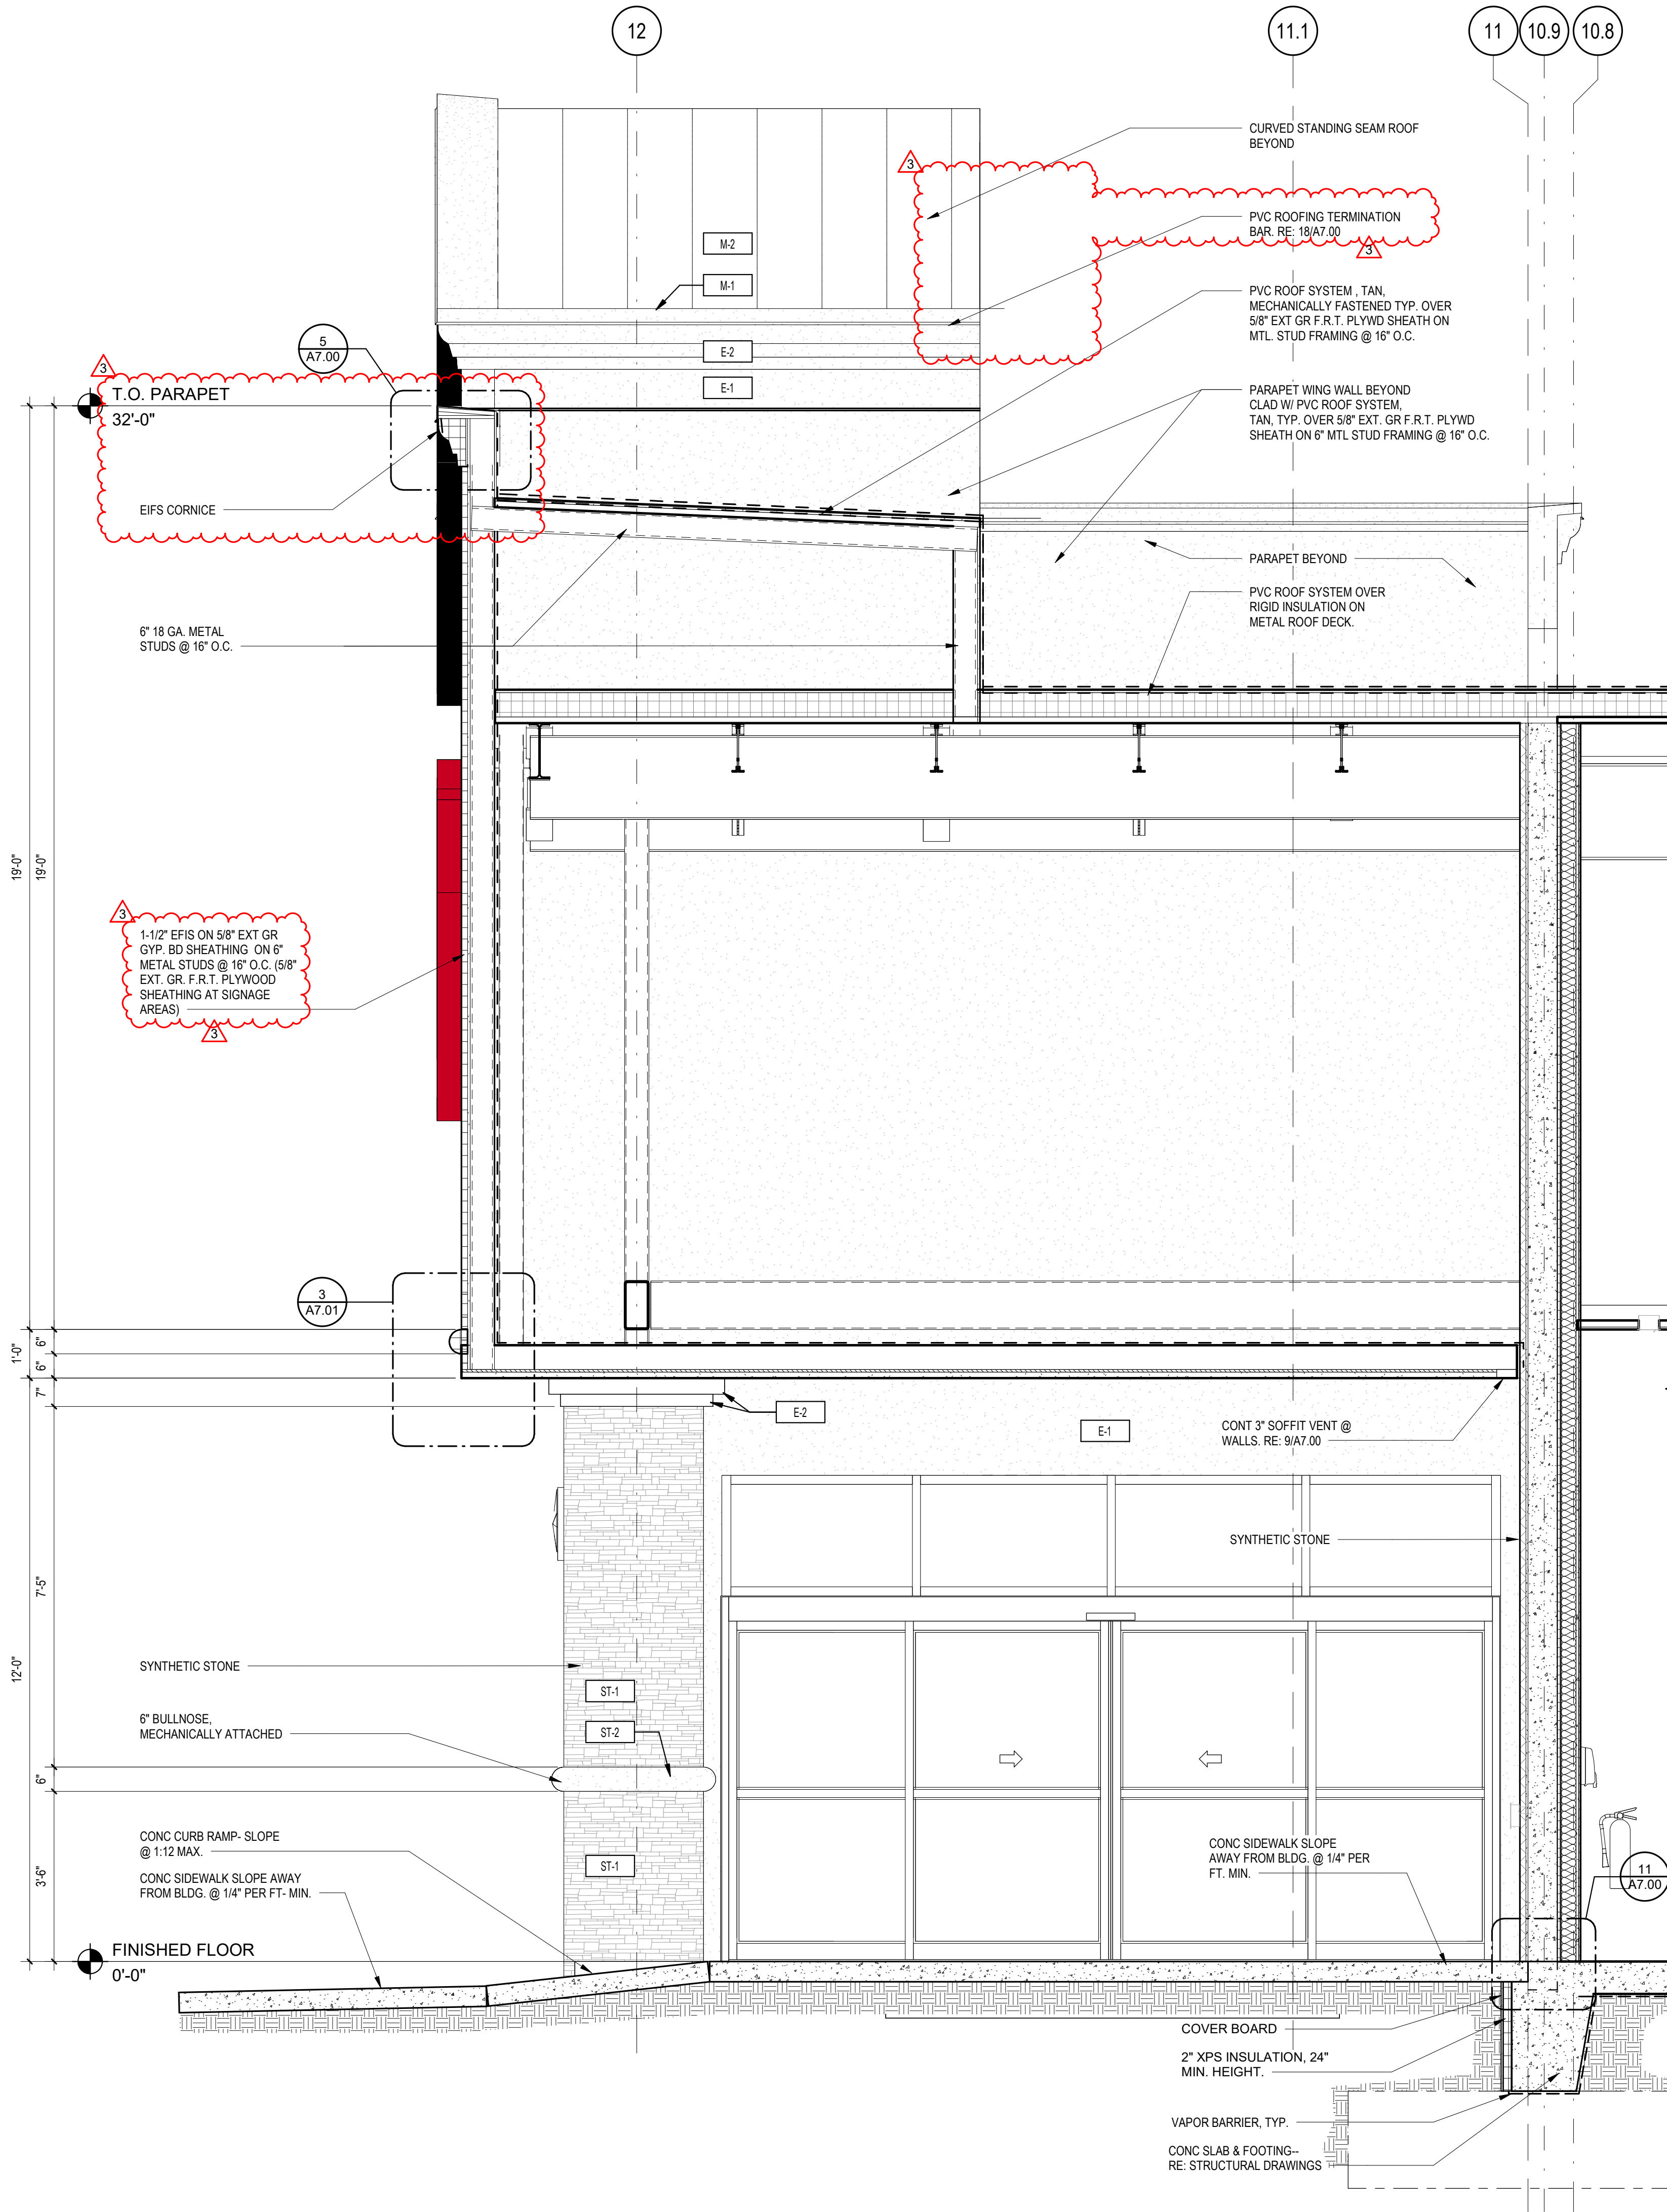 12
11.1
11
10.9
10.8
CURVED STANDING SEAM ROOF
BEYOND
3
PVC ROOFING TERMINATION
BAR. RE: 18/A7.00
3
M-2
M-1
PVC ROOF SYSTEM , TAN,
MECHANICALLY FASTENED TYP. OVER
5/8" EXT GR F.R.T. PLYWD SHEATH ON
MTL. STUD FRAMING @ 16" O.C.
5
A7.00
E-2
E-1
3
T.O. PARAPET
32'-0"
PARAPET WING WALL BEYOND
CLAD W/ PVC ROOF SYSTEM,
TAN, TYP. OVER 5/8" EXT. GR F.R.T. PLYWD
SHEATH ON 6" MTL STUD FRAMING @ 16" O.C.
EIFS CORNICE
PARAPET BEYOND
PVC ROOF SYSTEM OVER
RIGID INSULATION ON
METAL ROOF DECK.
6" 18 GA. METAL
STUDS @ 16" O.C.
19'-0"
19'-0"
3
1-1/2" EFIS ON 5/8" EXT GR
GYP. BD SHEATHING ON 6"
METAL STUDS @ 16" O.C. (5/8"
EXT. GR. F.R.T. PLYWOOD
SHEATHING AT SIGNAGE
AREAS)
3
3
A7.01
1'-0"
6"
6"
7"
E-2
E-1
CONT 3" SOFFIT VENT @
WALLS. RE: 9/A7.00
SYNTHETIC STONE
7'-5"
12'-0"
SYNTHETIC STONE
ST-1
6" BULLNOSE,
MECHANICALLY ATTACHED
ST-2
6"
CONC CURB RAMP- SLOPE
@ 1:12 MAX.
CONC SIDEWALK SLOPE AWAY
FROM BLDG. @ 1/4" PER FT- MIN.
ST-1
3'-6"
CONC SIDEWALK SLOPE
AWAY FROM BLDG. @ 1/4" PER
FT. MIN.
11
A7.00
FINISHED FLOOR
0'-0"
COVER BOARD
2" XPS INSULATION, 24"
MIN. HEIGHT.
VAPOR BARRIER, TYP.
CONC SLAB & FOOTING--
RE: STRUCTURAL DRAWINGS